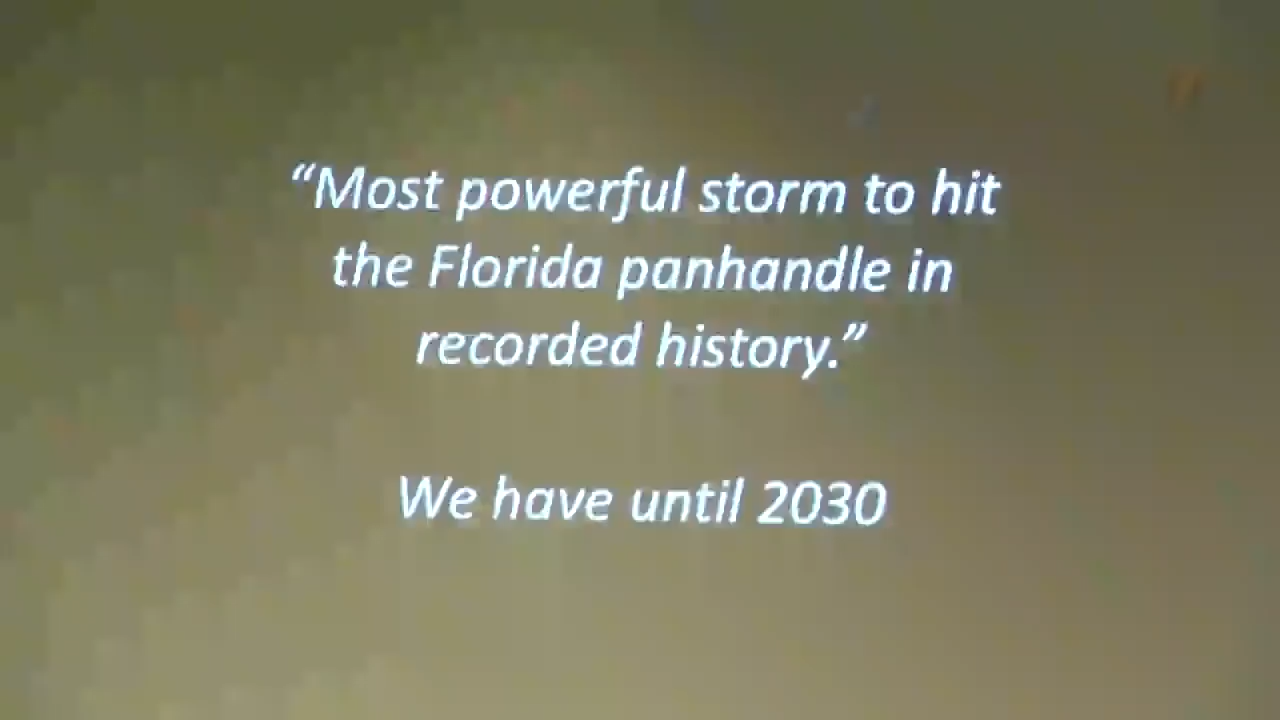 “Most powerful storm to hit
the Florida panhandle in
recorded history.”
We have until 2030